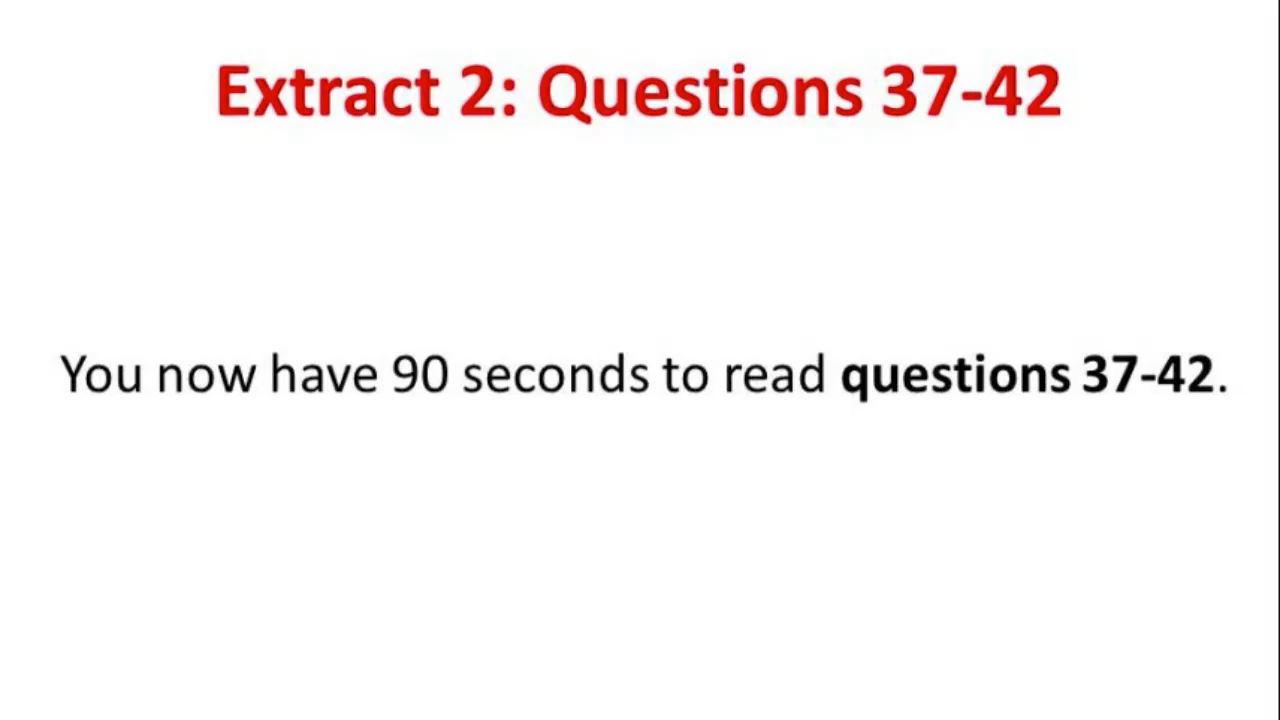 Extract 2: Questions 37-42
You now have 90 seconds to read questions 37-42.